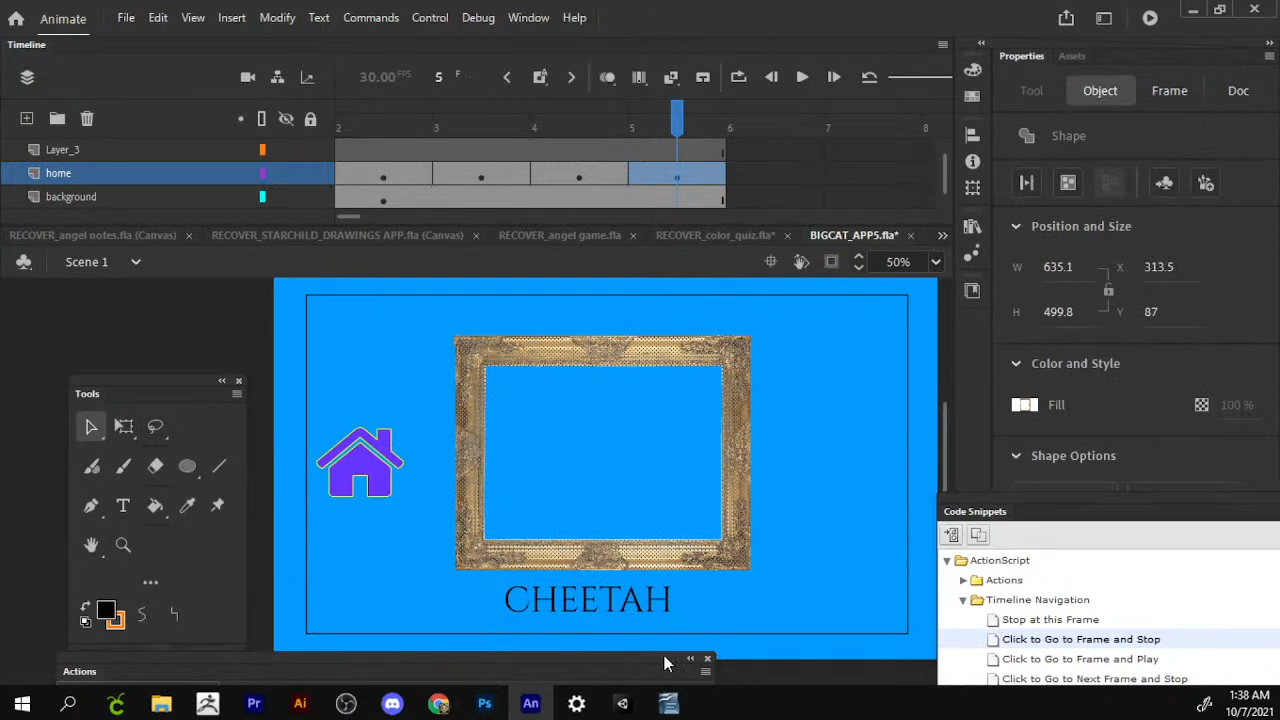 Animate File Edit View Insert Modify Text Commands Control Debug Window Help
Timeline
30.00 FPS 5 F
2 3 4 5 6 7 8
Layer_3
home
background
RECOVER_angel notes.fla (Canvas) × RECOVER_STARCHILD_DRAWINGS APP.fla (Canvas) × RECOVER_angel game.fla × RECOVER_color_quiz.fla* × BIGCAT_APP5.fla* ×
Scene 1 50%
Tools
CHEETAH
Actions
Properties Assets
Tool Object Frame Doc
Shape
Position and Size
W 635.1 X 313.5
H 499.8 Y 87
Color and Style
Fill 100 %
Shape Options
Code Snippets
ActionScript
Actions
Timeline Navigation
Stop at this Frame
Click to Go to Frame and Stop
Click to Go to Frame and Play
Click to Go to Next Frame and Stop
Pr Ai Ps An
1:38 AM
10/7/2021